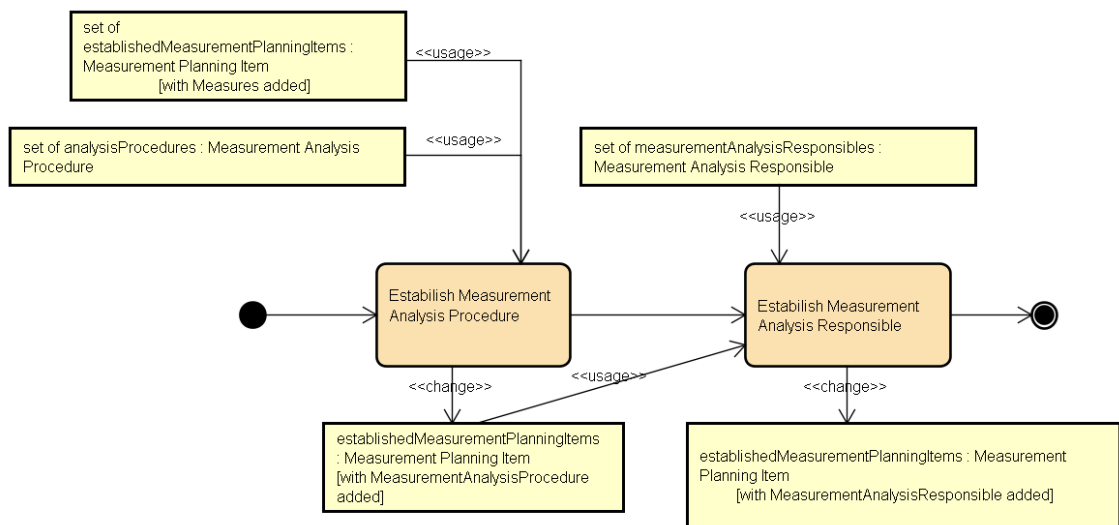 set of
establishedMeasurementPlanningItems :
Measurement Planning Item
[with Measures added]
<<usage>>
set of analysisProcedures : Measurement Analysis
Procedure
<<usage>>
set of measurementAnalysisResponsibles :
Measurement Analysis Responsible
<<usage>>
Estabilish Measurement
Analysis Procedure
Estabilish Measurement
Analysis Responsible
<<change>>
<<usage>>
<<change>>
establishedMeasurementPlanningItems
: Measurement Planning Item
[with MeasurementAnalysisProcedure
added]
establishedMeasurementPlanningItems : Measurement
Planning Item
[with MeasurementAnalysisResponsible added]